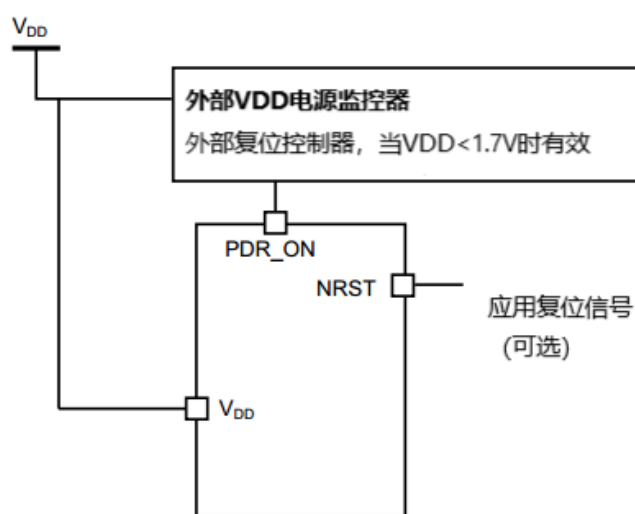 VDD
外部VDD电源监控器
外部复位控制器，当VDD<1.7V时有效
PDR_ON
NRST
应用复位信号
(可选)
VDD